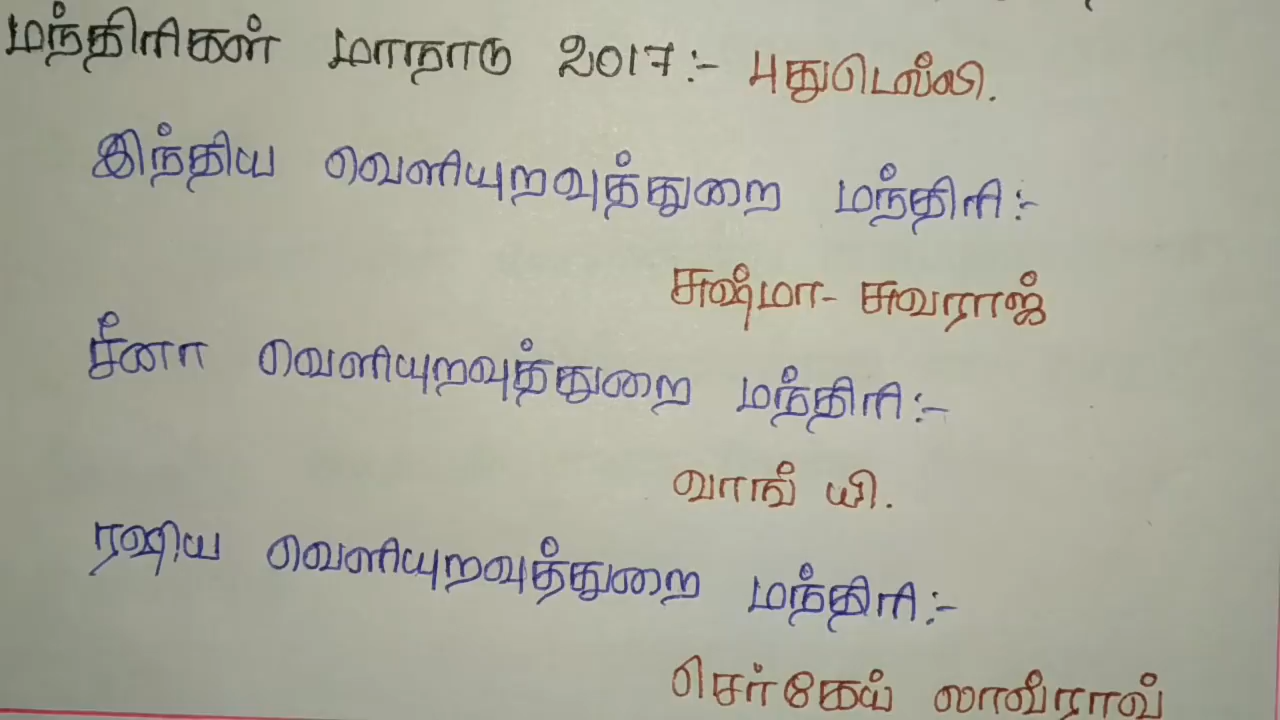 மந்திரிகள் மாநாடு 2017:- புதுடெல்லி.
இந்திய வெளியுறவுத்துறை மந்திரி:-
சுஷ்மா- சுவராஜ்
சீனா வெளியுறவுத்துறை மந்திரி:-
வாங் யி.
ரஷிய வெளியுறவுத்துறை மந்திரி:-
செர்கேய் லாவ்ராவ்